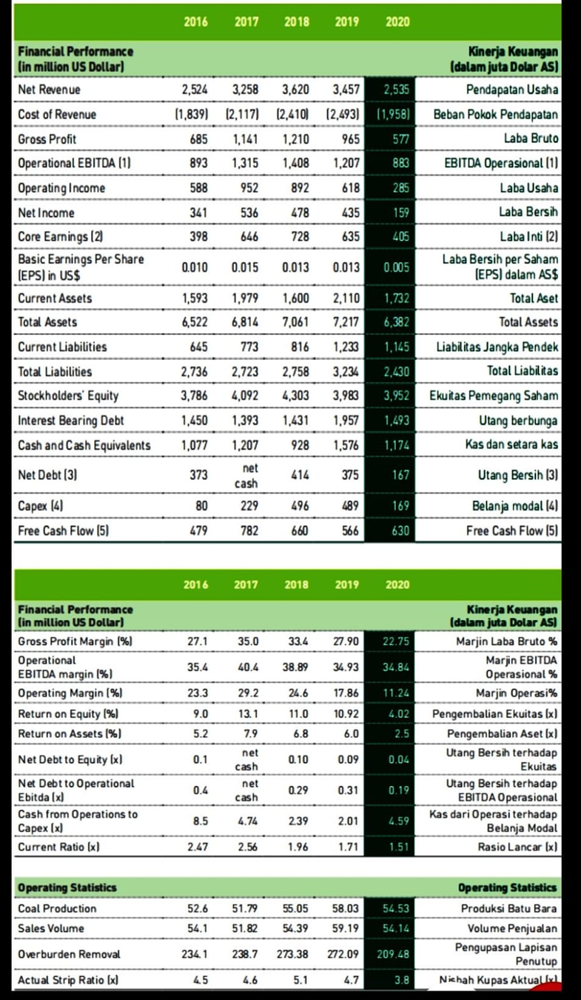 2016 2017 2018 2019 2020
Financial Performance Kinerja Keuangan
(in million US Dollar) (dalam juta Dolar AS)
Net Revenue 2,524 3,258 3,620 3,457 2,535 Pendapatan Usaha
Cost of Revenue (1,839) (2,117) (2,410) (2,493) (1,958) Beban Pokok Pendapatan
Gross Profit 685 1,141 1,210 965 577 Laba Bruto
Operational EBITDA (1) 893 1,315 1,408 1,207 883 EBITDA Operasional (1)
Operating Income 588 952 892 618 285 Laba Usaha
Net Income 341 536 478 435 159 Laba Bersih
Core Earnings (2) 398 646 728 635 405 Laba Inti (2)
Basic Earnings Per Share Laba Bersih per Saham
(EPS) in US$ 0.010 0.015 0.013 0.013 0.005 (EPS) dalam AS$
Current Assets 1,593 1,979 1,600 2,110 1,732 Total Aset
Total Assets 6,522 6,814 7,061 7,217 6,382 Total Assets
Current Liabilities 645 773 816 1,233 1,145 Liabilitas Jangka Pendek
Total Liabilities 2,736 2,723 2,758 3,234 2,430 Total Liabilitas
Stockholders' Equity 3,786 4,092 4,303 3,983 3,952 Ekuitas Pemegang Saham
Interest Bearing Debt 1,450 1,393 1,431 1,957 1,493 Utang berbunga
Cash and Cash Equivalents 1,077 1,207 928 1,576 1,174 Kas dan setara kas
Net Debt (3) 373 net cash 414 375 167 Utang Bersih (3)
Capex (4) 80 229 496 489 169 Belanja modal (4)
Free Cash Flow (5) 479 782 660 566 630 Free Cash Flow (5)
2016 2017 2018 2019 2020
Financial Performance Kinerja Keuangan
(in million US Dollar) (dalam juta Dolar AS)
Gross Profit Margin (%) 27.1 35.0 33.4 27.90 22.75 Marjin Laba Bruto %
Operational Marjin EBITDA
EBITDA margin (%) 35.4 40.4 38.89 34.93 34.84 Operasional %
Operating Margin (%) 23.3 29.2 24.6 17.86 11.24 Marjin Operasi%
Return on Equity (%) 9.0 13.1 11.0 10.92 4.02 Pengembalian Ekuitas (x)
Return on Assets (%) 5.2 7.9 6.8 6.0 2.5 Pengembalian Aset (x)
Net Debt to Equity (x) 0.1 net cash 0.10 0.09 0.04 Utang Bersih terhadap
Ekuitas
Net Debt to Operational Utang Bersih terhadap
Ebitda (x) 0.4 net cash 0.29 0.31 0.19 EBITDA Operasional
Cash from Operations to Kas dari Operasi terhadap
Capex (x) 8.5 4.74 2.39 2.01 4.59 Belanja Modal
Current Ratio (x) 2.47 2.56 1.96 1.71 1.51 Rasio Lancar (x)
Operating Statistics Operating Statistics
Coal Production 52.6 51.79 55.05 58.03 54.53 Produksi Batu Bara
Sales Volume 54.1 51.82 54.39 59.19 54.14 Volume Penjualan
Overburden Removal 234.1 238.7 273.38 272.09 209.48 Pengupasan Lapisan
Penutup
Actual Strip Ratio (x) 4.5 4.6 5.1 4.7 3.8 Nisbah Kupas Aktual (x)